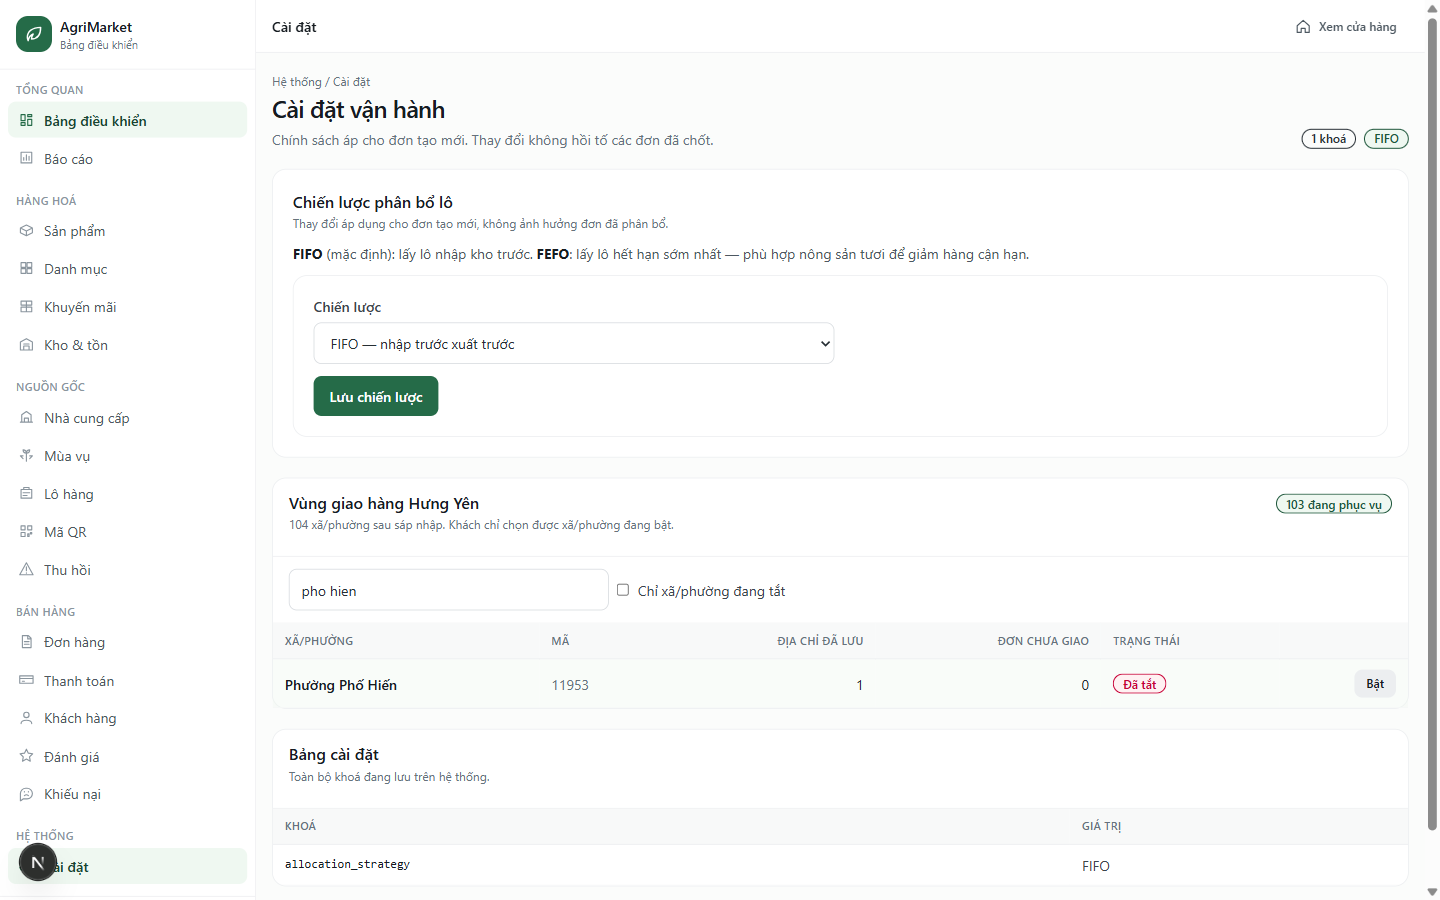 AgriMarket
Bảng điều khiển
TỔNG QUAN
Bảng điều khiển
Báo cáo
HÀNG HOÁ
Sản phẩm
Danh mục
Khuyến mãi
Kho & tồn
NGUỒN GỐC
Nhà cung cấp
Mùa vụ
Lô hàng
Mã QR
Thu hồi
BÁN HÀNG
Đơn hàng
Thanh toán
Khách hàng
Đánh giá
Khiếu nại
HỆ THỐNG
N ài đặt
Cài đặt
Xem cửa hàng
Hệ thống / Cài đặt
Cài đặt vận hành
Chính sách áp cho đơn tạo mới. Thay đổi không hồi tố các đơn đã chốt.
1 khoá FIFO
Chiến lược phân bổ lô
Thay đổi áp dụng cho đơn tạo mới, không ảnh hưởng đơn đã phân bổ.
FIFO (mặc định): lấy lô nhập kho trước. FEFO: lấy lô hết hạn sớm nhất — phù hợp nông sản tươi để giảm hàng cận hạn.
Chiến lược
FIFO — nhập trước xuất trước
Lưu chiến lược
Vùng giao hàng Hưng Yên
103 đang phục vụ
104 xã/phường sau sáp nhập. Khách chỉ chọn được xã/phường đang bật.
pho hien
Chỉ xã/phường đang tắt
XÃ/PHƯỜNG MÃ ĐỊA CHỈ ĐÃ LƯU ĐƠN CHƯA GIAO TRẠNG THÁI
Phường Phố Hiến 11953 1 0 Đã tắt Bật
Bảng cài đặt
Toàn bộ khoá đang lưu trên hệ thống.
KHOÁ GIÁ TRỊ
allocation_strategy FIFO